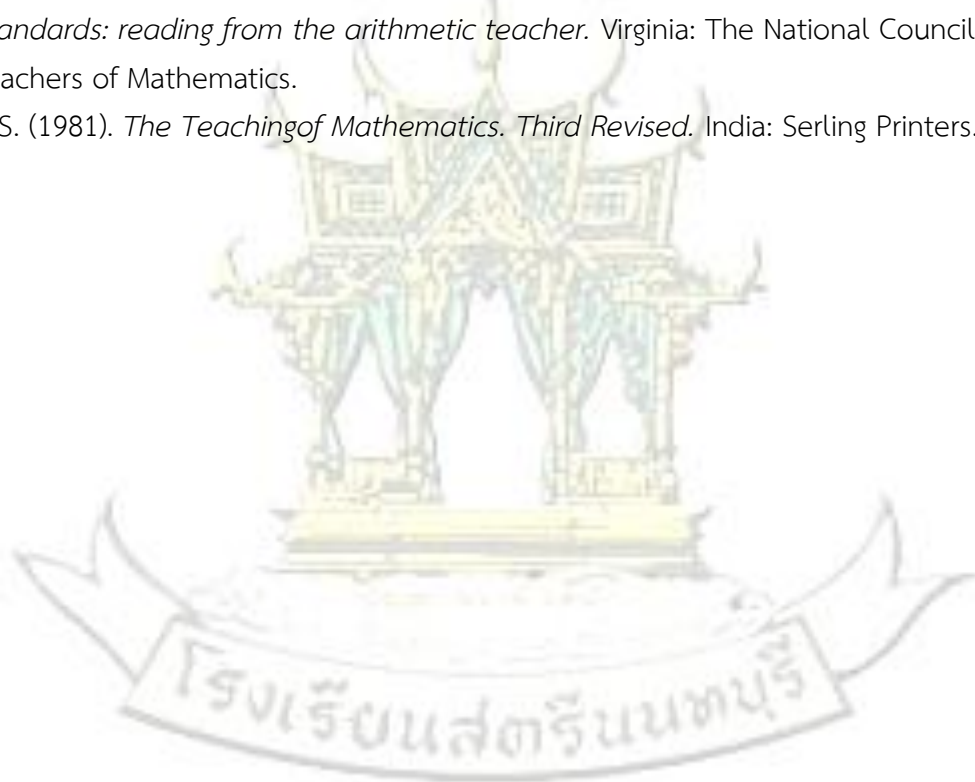 andards: reading from the arithmetic teacher. Virginia: The National Council
achers of Mathematics.
S. (1981). The Teachingof Mathematics. Third Revised. India: Serling Printers.
โรงเรียนสตรีนนทบุรี